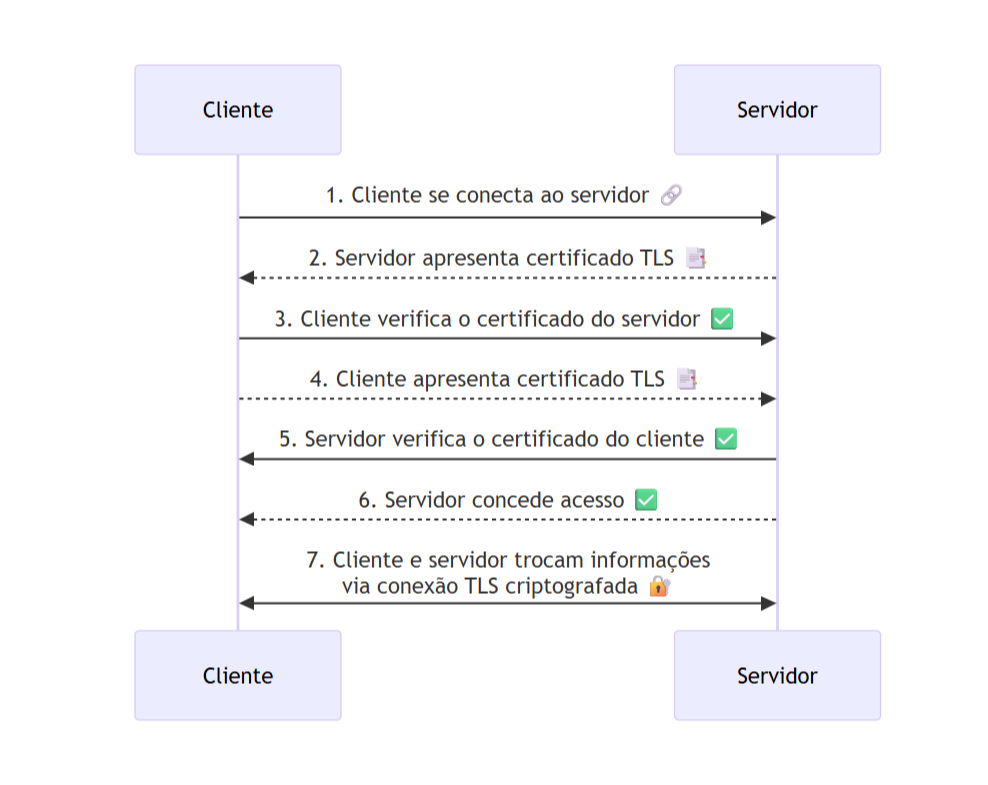 Cliente
Servidor
1. Cliente se conecta ao servidor 🔗
2. Servidor apresenta certificado TLS 📑
3. Cliente verifica o certificado do servidor ✅
4. Cliente apresenta certificado TLS 📑
5. Servidor verifica o certificado do cliente ✅
6. Servidor concede acesso ✅
7. Cliente e servidor trocam informações
via conexão TLS criptografada 🔐
Cliente
Servidor